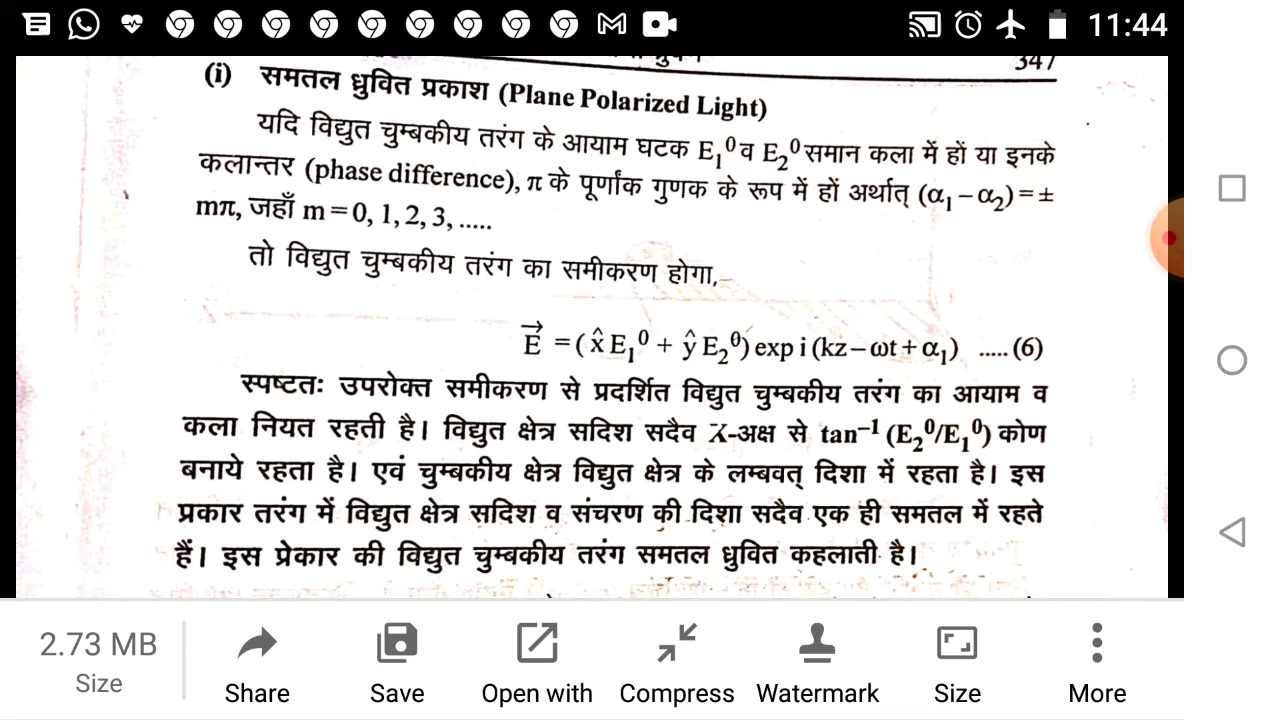 11:44
347
(i) समतल ध्रुवित प्रकाश (Plane Polarized Light)
यदि विद्युत चुम्बकीय तरंग के आयाम घटक E₁⁰ व E₂⁰ समान कला में हों या इनके
कलान्तर (phase difference), π के पूर्णांक गुणक के रूप में हों अर्थात् (α₁ – α₂) = ±
mπ, जहाँ m = 0, 1, 2, 3, .....
तो विद्युत चुम्बकीय तरंग का समीकरण होगा,–
E⃗ = ( x̂ E₁⁰ + ŷ E₂⁰) exp i (kz – ωt + α₁) ..... (6)
स्पष्टतः उपरोक्त समीकरण से प्रदर्शित विद्युत चुम्बकीय तरंग का आयाम व
कला नियत रहती है। विद्युत क्षेत्र सदिश सदैव X-अक्ष से tan⁻¹ (E₂⁰/E₁⁰) कोण
बनाये रहता है। एवं चुम्बकीय क्षेत्र विद्युत क्षेत्र के लम्बवत् दिशा में रहता है। इस
प्रकार तरंग में विद्युत क्षेत्र सदिश व संचरण की दिशा सदैव एक ही समतल में रहते
हैं। इस प्रेकार की विद्युत चुम्बकीय तरंग समतल ध्रुवित कहलाती है।
2.73 MB
Size
Share
Save
Open with
Compress
Watermark
Size
More